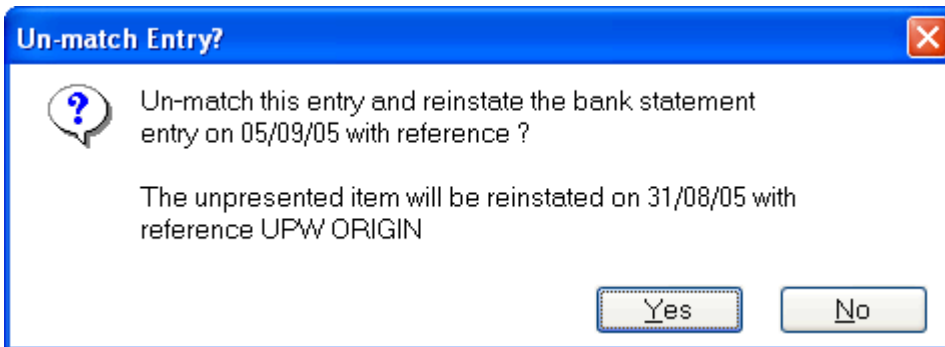 Un-match Entry?
Un-match this entry and reinstate the bank statement
entry on 05/09/05 with reference ?
The unpresented item will be reinstated on 31/08/05 with
reference UPW ORIGIN
Yes No